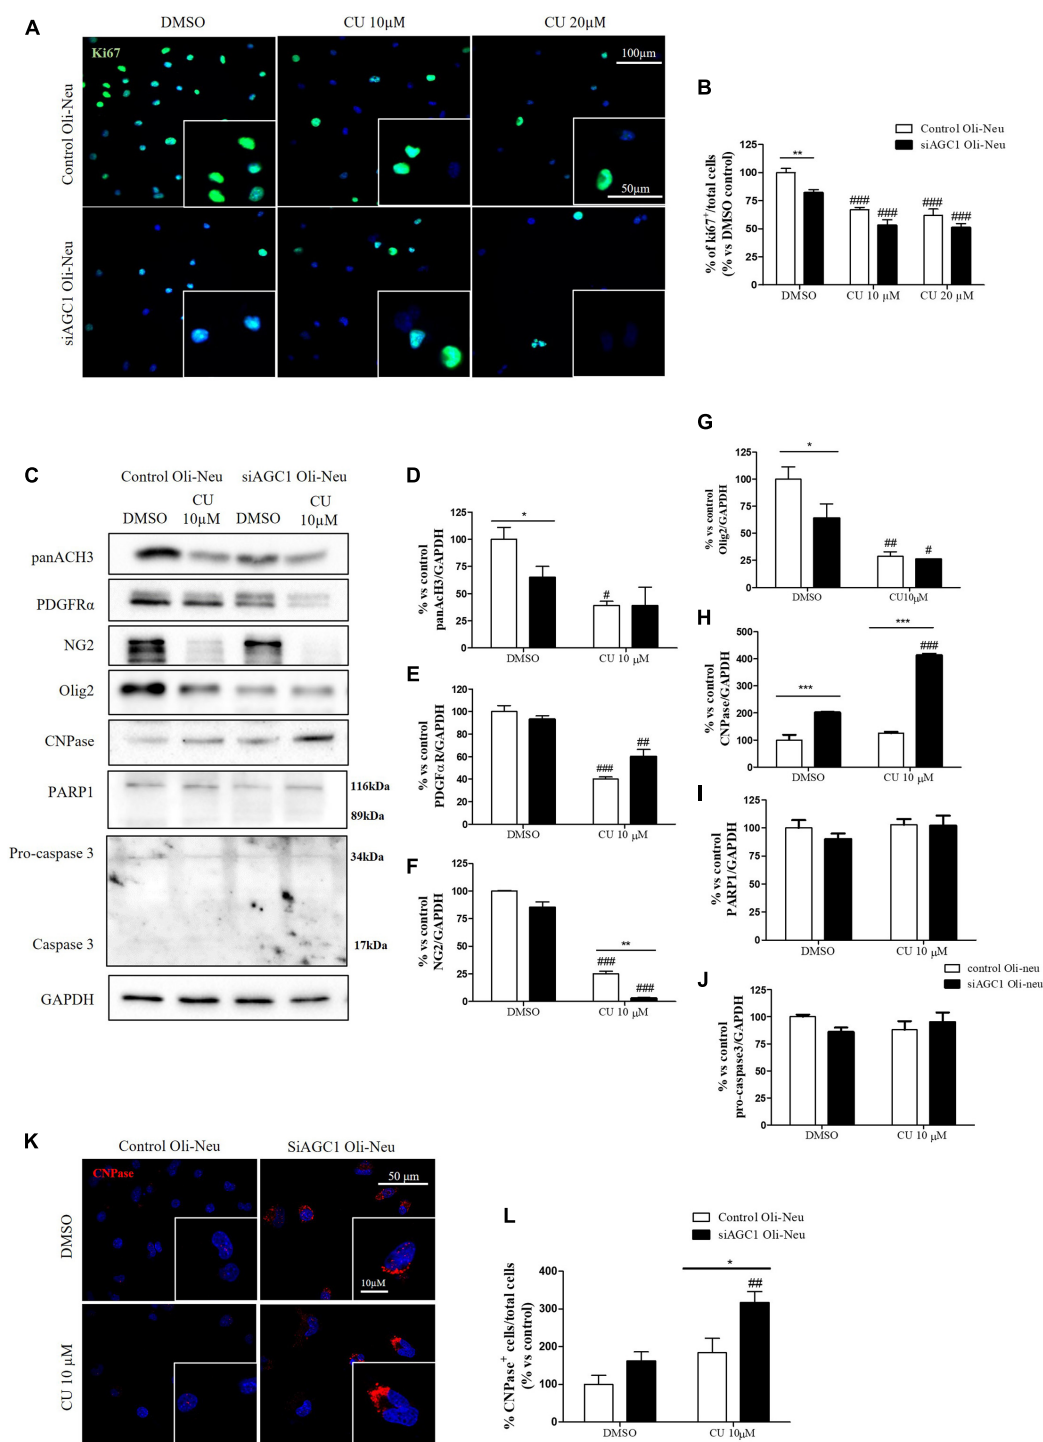 A
DMSO
CU 10µM
CU 20µM
Ki67
100µm
50µm
Control Oli-Neu
siAGC1 Oli-Neu
B
Control Oli-Neu
siAGC1 Oli-Neu
% of ki67+/total cells
(% vs DMSO control)
125
100
75
50
25
0
**
###
###
###
###
DMSO
CU 10 µM
CU 20 µM
C
Control Oli-Neu
siAGC1 Oli-Neu
DMSO
CU
10µM
DMSO
CU
10µM
panACH3
PDGFRα
NG2
Olig2
CNPase
PARP1
116kDa
89kDa
Pro-caspase 3
34kDa
Caspase 3
17kDa
GAPDH
D
% vs control
panAcH3/GAPDH
125
100
75
50
25
0
*
#
DMSO
CU 10 µM
E
% vs control
PDGFαR/GAPDH
120
100
80
60
40
20
0
###
##
DMSO
CU 10 µM
F
% vs control
NG2/GAPDH
125
100
75
50
25
0
**
###
###
DMSO
CU 10 µM
G
% vs control
Olig2/GAPDH
125
100
75
50
25
0
*
##
#
DMSO
CU10µM
H
% vs control
CNPase/GAPDH
500
400
300
200
100
0
***
***
###
DMSO
CU 10 µM
I
% vs control
PARP1/GAPDH
125
100
75
50
25
0
DMSO
CU 10 µM
control Oli-neu
siAGC1 Oli-neu
J
% vs control
pro-caspase3/GAPDH
125
100
75
50
25
0
DMSO
CU 10 µM
K
Control Oli-Neu
SiAGC1 Oli-Neu
CNPase
50 µm
10µM
DMSO
CU 10 µM
L
Control Oli-Neu
siAGC1 Oli-Neu
% CNPase+ cells/total cells
(% vs control)
400
300
200
100
0
*
##
DMSO
CU 10µM